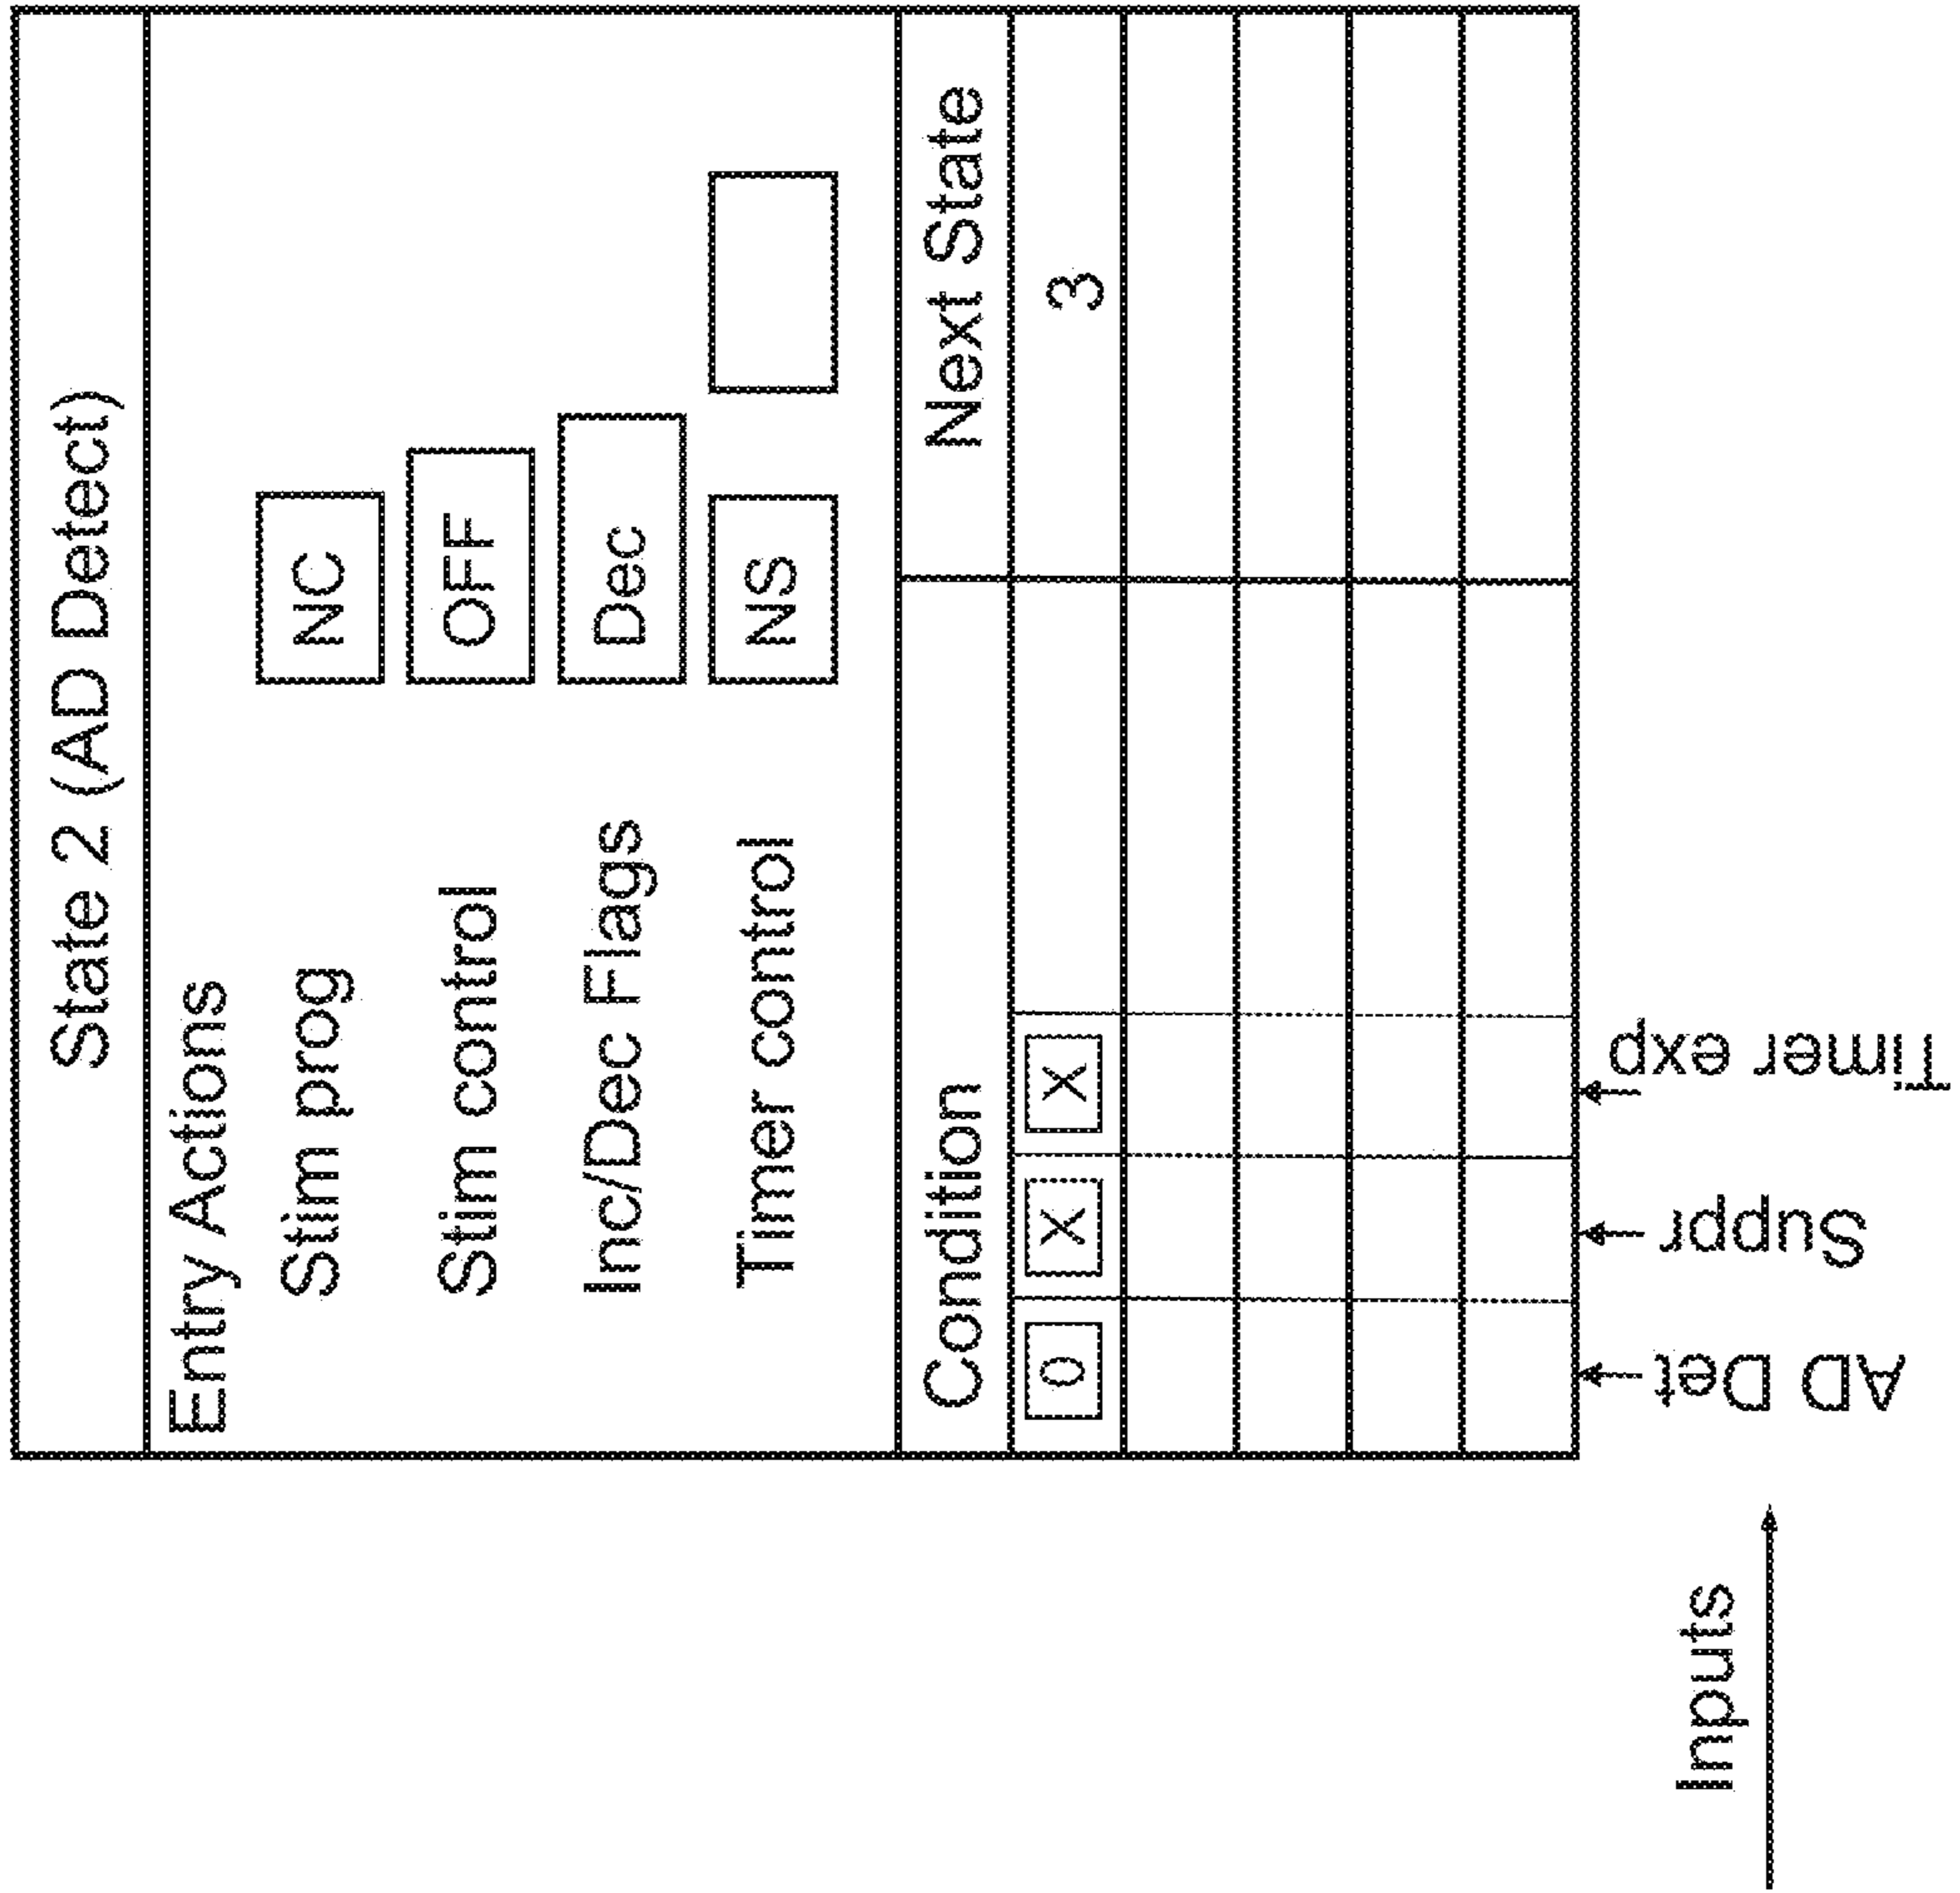 State 2 (AD Detect)
Entry Actions
Stim prog NC
Stim control OFF
Inc/Dec Flags Dec
Timer control NS
Condition Next State
0 X X 3
AD Det Suppr Timer exp
Inputs